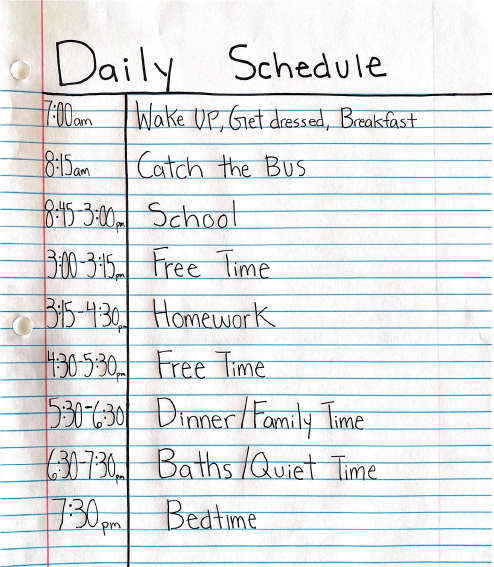 Daily Schedule
7:00am Wake UP, Get dressed, Breakfast
8:15am Catch the Bus
8:45-3:00pm School
3:00-3:15pm Free Time
3:15-4:30pm Homework
4:30-5:30pm Free Time
5:30-6:30 Dinner/Family Time
6:30-7:30pm Baths/Quiet Time
7:30pm Bedtime